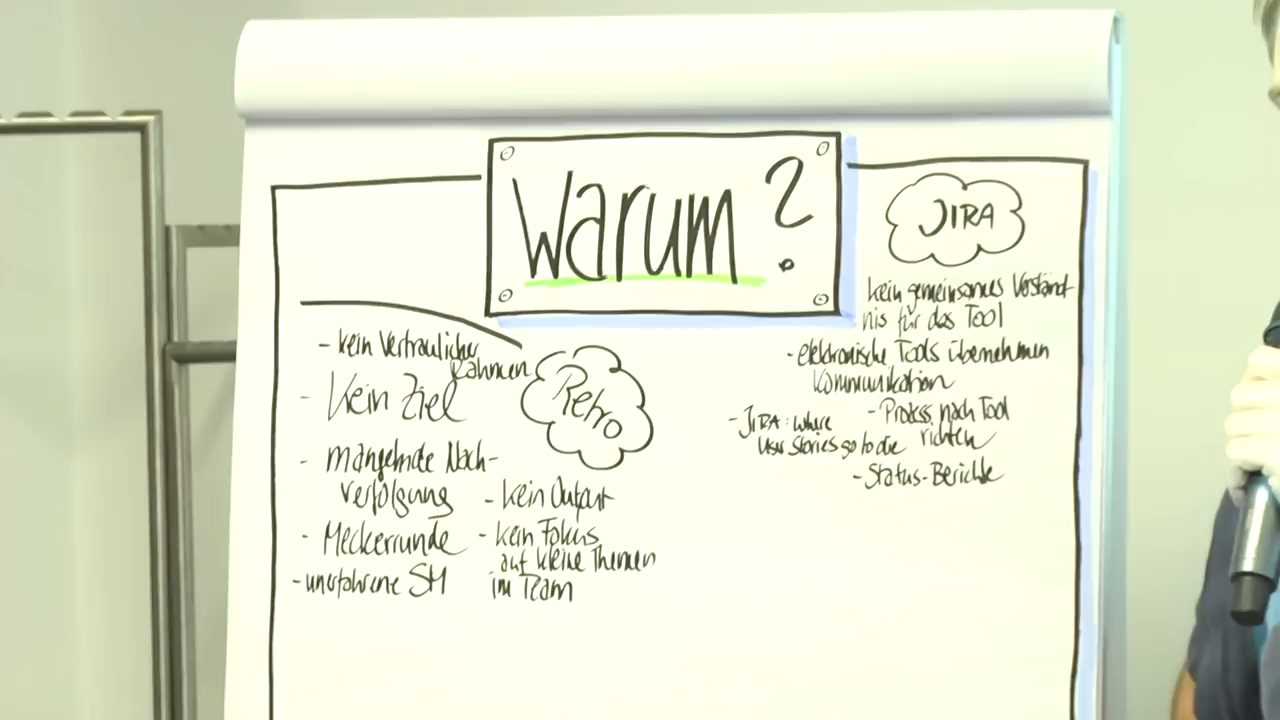 Warum?
- kein Vertraulicher
Rahmen
- Kein Ziel
- mangelnde Nach-
verfolgung
- Meckerrunde
- unerfahrene SM
Retro
- kein Output
- kein Fokus
auf kleine Themen
im Team
JIRA
kein gemeinsames Verständ
nis für das Tool
- elektronische Tools übernehmen
Kommunikation
- Prozess nach Tool
richten
- JIRA: where
User Stories go to die
- Status-Berichte